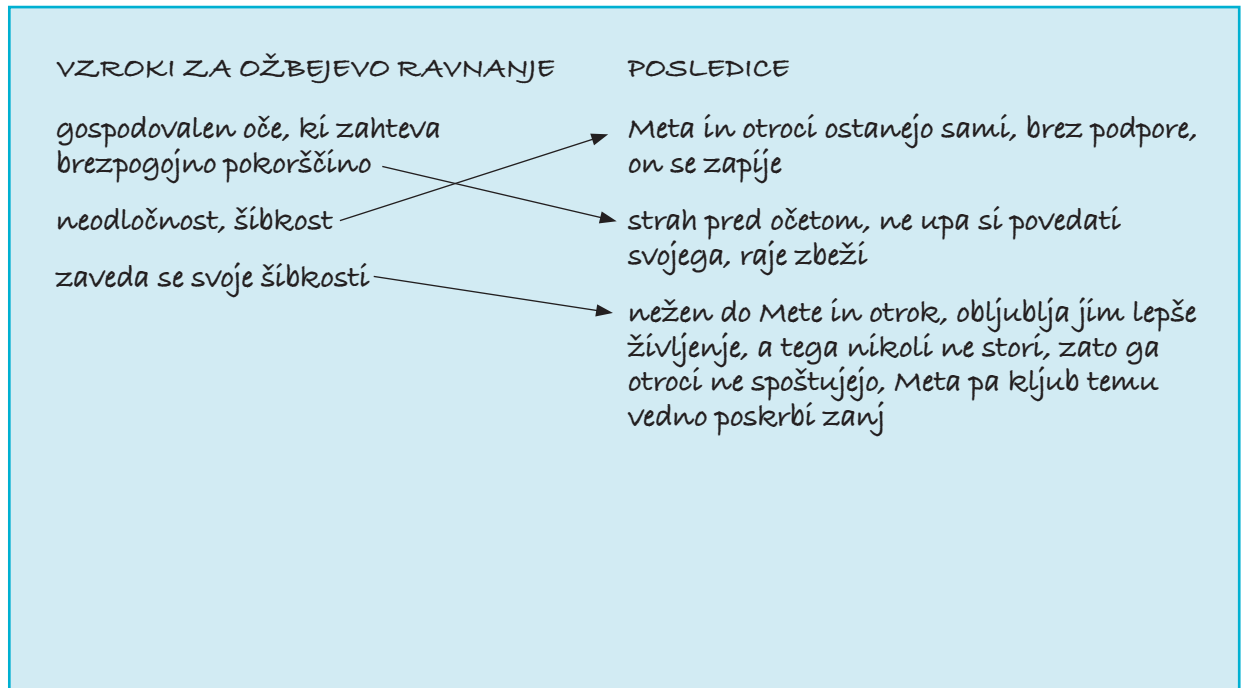 VZROKI ZA OŽBEJEVO RAVNANJE
gospodovalen oče, ki zahteva
brezpogojno pokorščino
neodločnost, šibkost
zaveda se svoje šibkosti
POSLEDICE
Meta in otroci ostanejo sami, brez podpore,
on se zapije
strah pred očetom, ne upa si povedati
svojega, raje zbeži
nežen do Mete in otrok, obljublja jim lepše
življenje, a tega nikoli ne stori, zato ga
otroci ne spoštujejo, Meta pa kljub temu
vedno poskrbi zanj